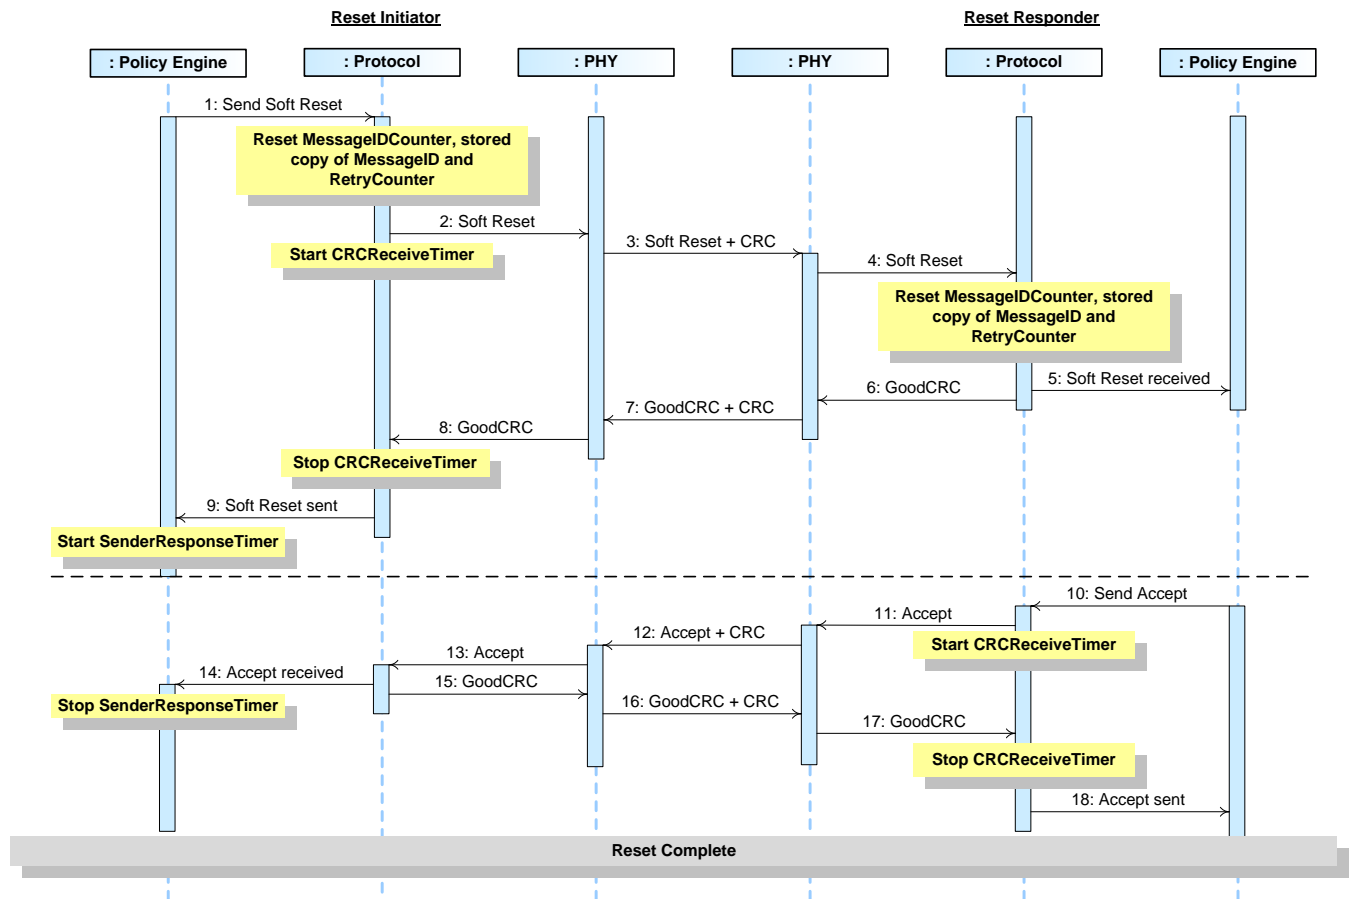 Reset Initiator
Reset Responder
: Policy Engine
: Protocol
: PHY
: PHY
: Protocol
: Policy Engine
1: Send Soft Reset
Reset MessageIDCounter, stored
copy of MessageID and
RetryCounter
2: Soft Reset
Start CRCReceiveTimer
3: Soft Reset + CRC
4: Soft Reset
Reset MessageIDCounter, stored
copy of MessageID and
RetryCounter
5: Soft Reset received
6: GoodCRC
7: GoodCRC + CRC
8: GoodCRC
Stop CRCReceiveTimer
9: Soft Reset sent
Start SenderResponseTimer
10: Send Accept
11: Accept
Start CRCReceiveTimer
12: Accept + CRC
13: Accept
14: Accept received
Stop SenderResponseTimer
15: GoodCRC
16: GoodCRC + CRC
17: GoodCRC
Stop CRCReceiveTimer
18: Accept sent
Reset Complete